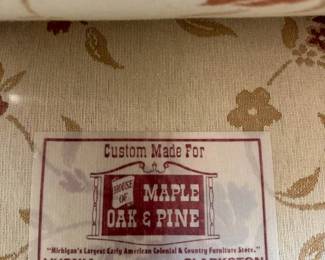 Custom Made For
HOUSE OF MAPLE
OAK & PINE
"Michigan's Largest Early American Colonial & Country Furniture Store."